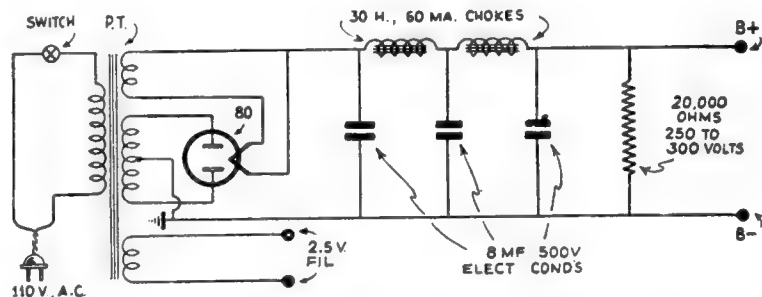 SWITCH
P.T.
30 H., 60 MA. CHOKES
B+
80
20,000
OHMS
250 TO
300 VOLTS
2.5 V.
FIL
8 MF 500V
ELECT COND'S
B-
110 V., A.C.